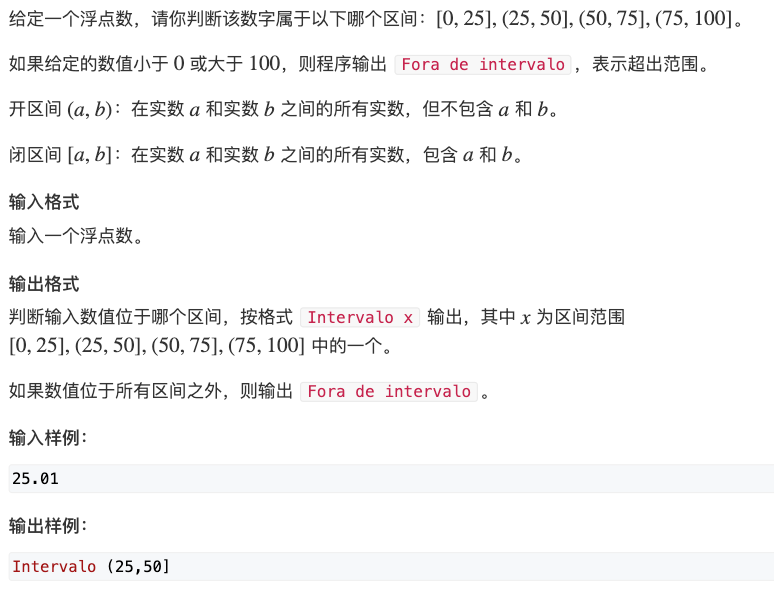 给定一个浮点数，请你判断该数字属于以下哪个区间：[0, 25], (25, 50], (50, 75], (75, 100]。
如果给定的数值小于 0 或大于 100，则程序输出 Fora de intervalo ，表示超出范围。
开区间 (a, b)：在实数 a 和实数 b 之间的所有实数，但不包含 a 和 b。
闭区间 [a, b]：在实数 a 和实数 b 之间的所有实数，包含 a 和 b。
输入格式
输入一个浮点数。
输出格式
判断输入数值位于哪个区间，按格式 Intervalo x 输出，其中 x 为区间范围
[0, 25], (25, 50], (50, 75], (75, 100] 中的一个。
如果数值位于所有区间之外，则输出 Fora de intervalo 。
输入样例：
25.01
输出样例：
Intervalo (25,50]